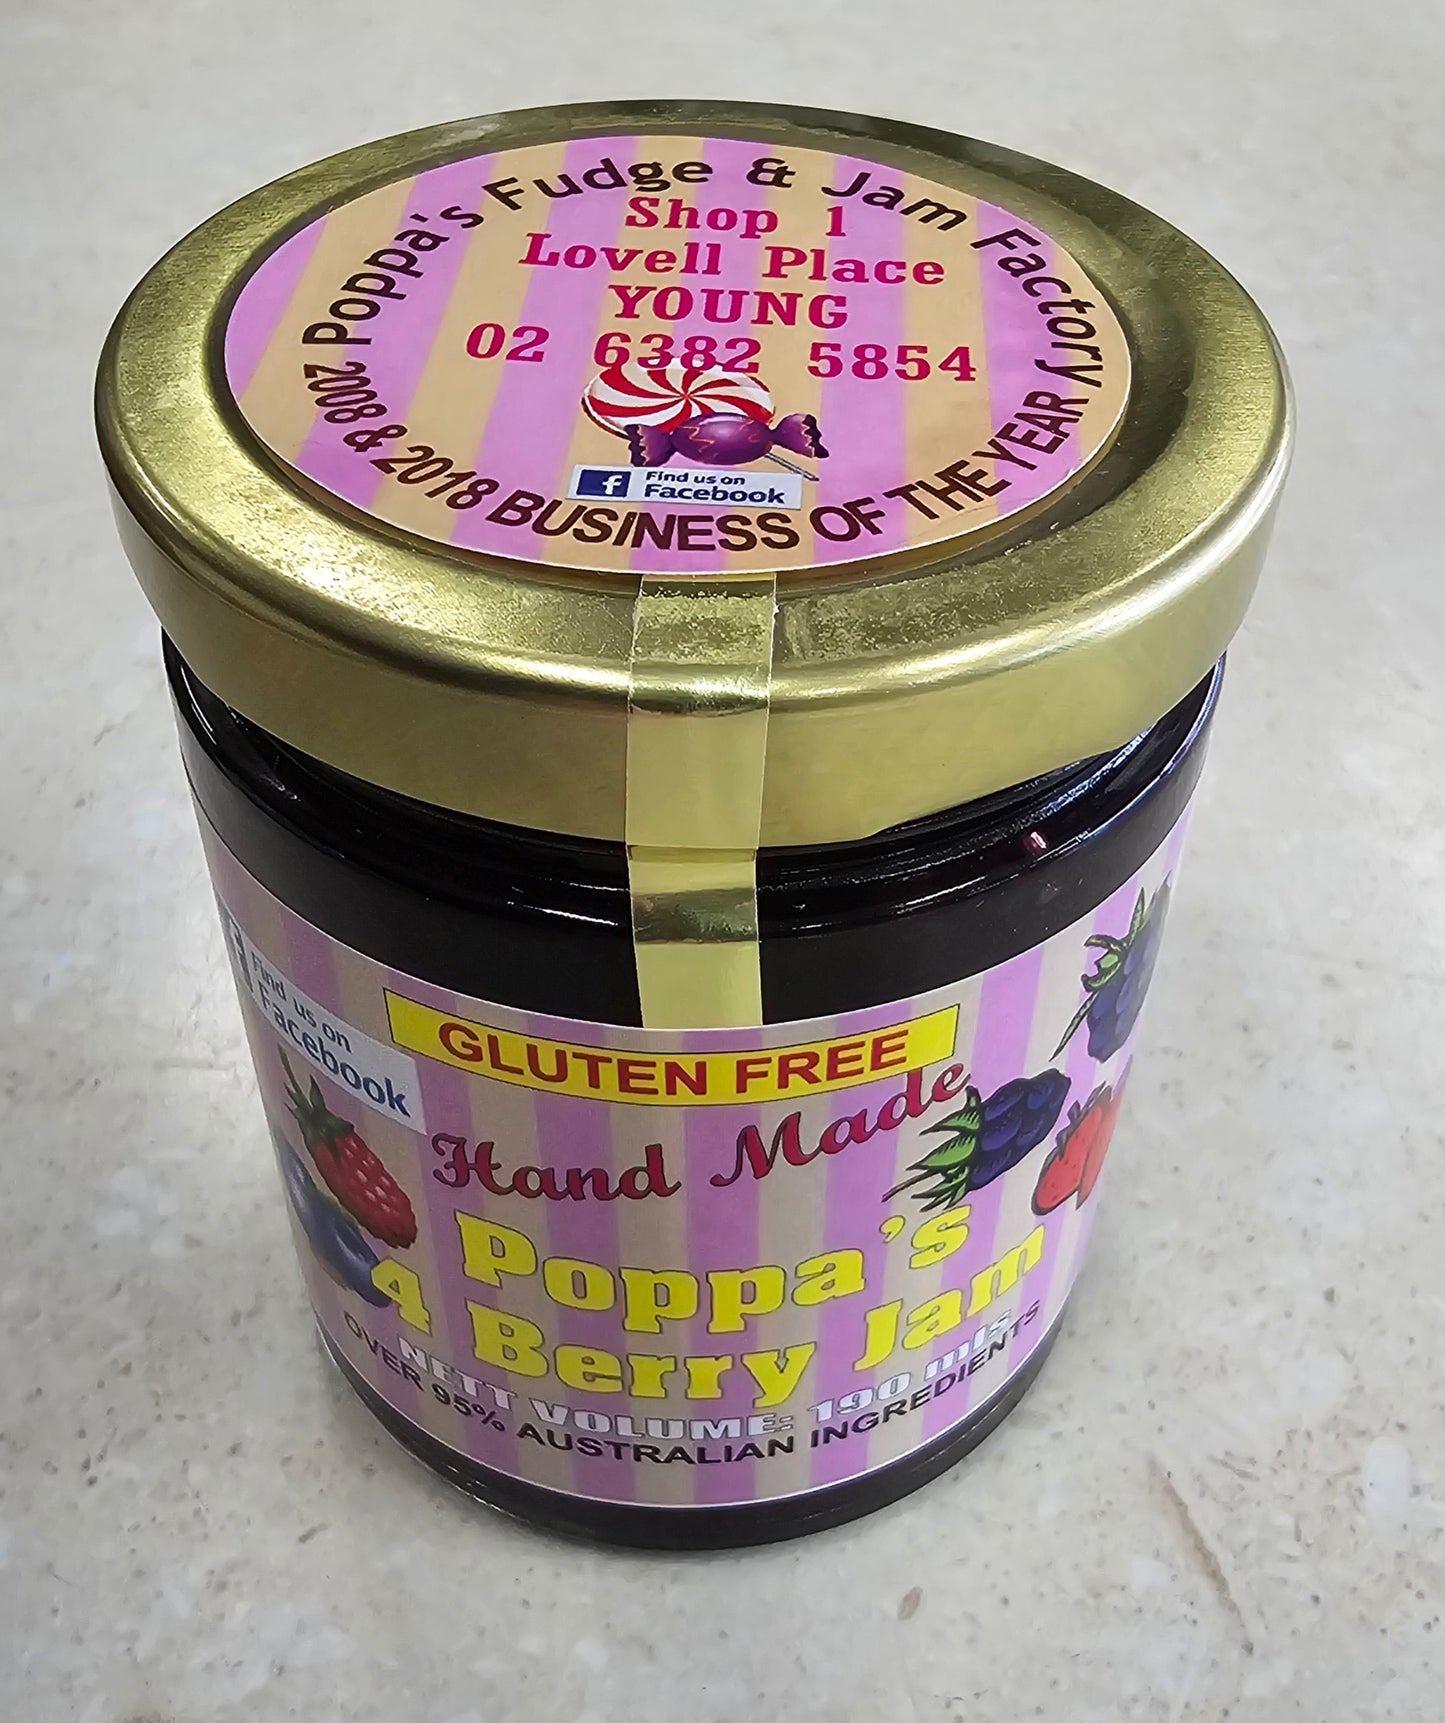 Poppa's Fudge & Jam Factory
Shop 1
Lovell Place
YOUNG
02 6382 5854
f Find us on
Facebook
2008 & 2018 BUSINESS OF THE YEAR
Find us on
Facebook
GLUTEN FREE
Hand Made
Poppa's
4 Berry Jam
NETT VOLUME: 190 mls
OVER 95% AUSTRALIAN INGREDIENTS